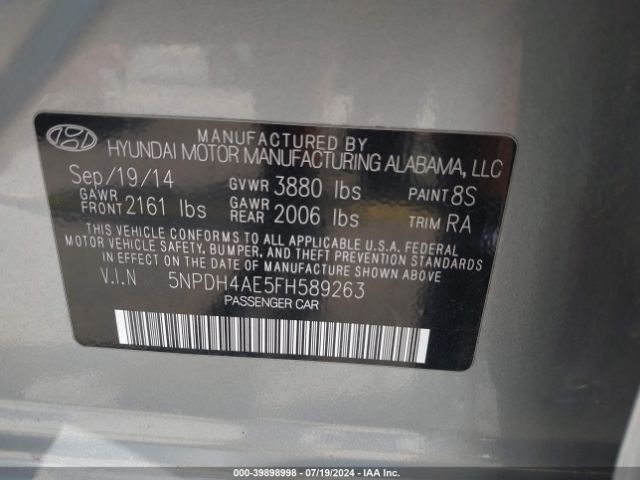 MANUFACTURED BY
HYUNDAI MOTOR MANUFACTURING ALABAMA, LLC
Sep/19/14 GVWR 3880 lbs PAINT 8S
GAWR FRONT 2161 lbs GAWR REAR 2006 lbs TRIM RA
THIS VEHICLE CONFORMS TO ALL APPLICABLE U.S.A. FEDERAL
MOTOR VEHICLE SAFETY, BUMPER, AND THEFT PREVENTION STANDARDS
IN EFFECT ON THE DATE OF MANUFACTURE SHOWN ABOVE.
V.I.N 5NPDH4AE5FH589263
PASSENGER CAR
000-39898998 - 07/19/2024 - IAAI.COM